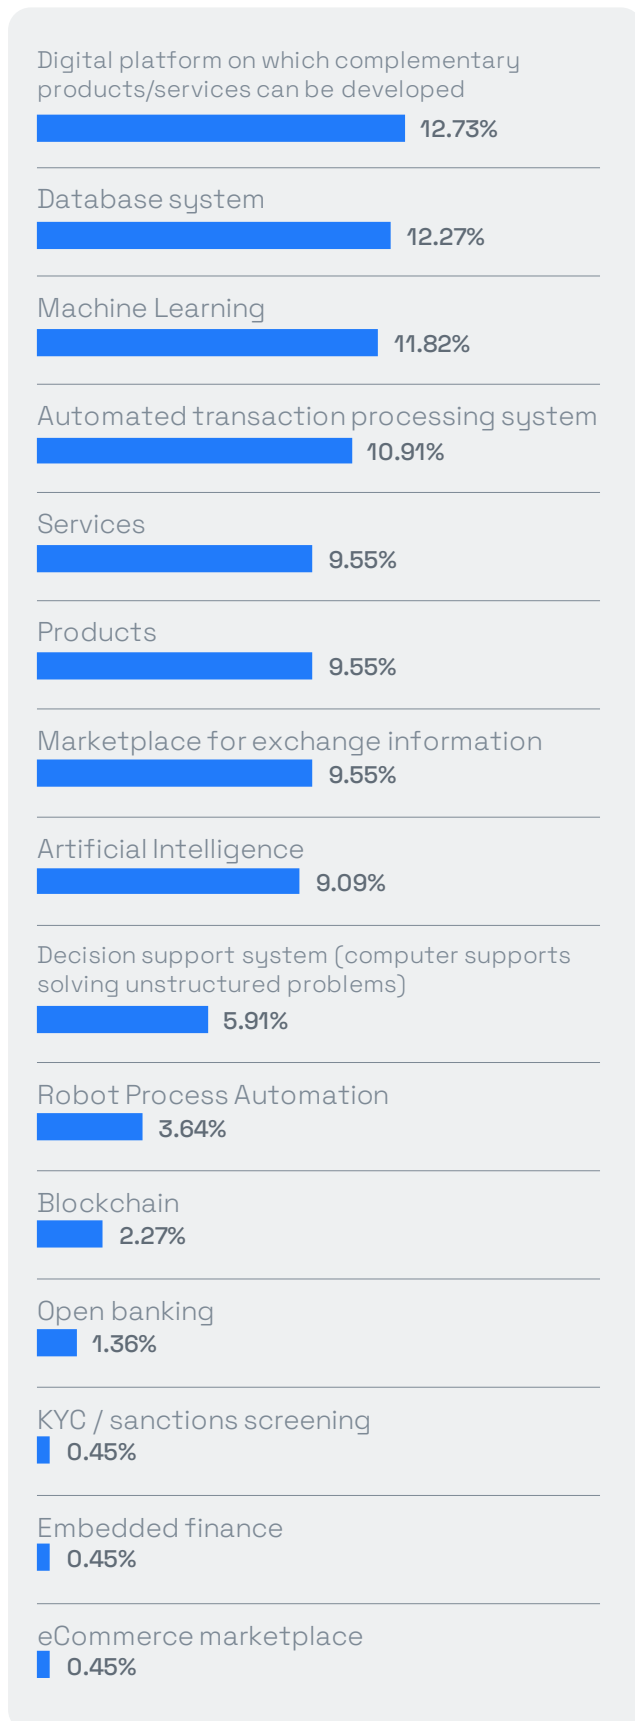 Digital platform on which complementary
products/services can be developed
12.73%
Database system
12.27%
Machine Learning
11.82%
Automated transaction processing system
10.91%
Services
9.55%
Products
9.55%
Marketplace for exchange information
9.55%
Artificial Intelligence
9.09%
Decision support system (computer supports
solving unstructured problems)
5.91%
Robot Process Automation
3.64%
Blockchain
2.27%
Open banking
1.36%
KYC / sanctions screening
0.45%
Embedded finance
0.45%
eCommerce marketplace
0.45%